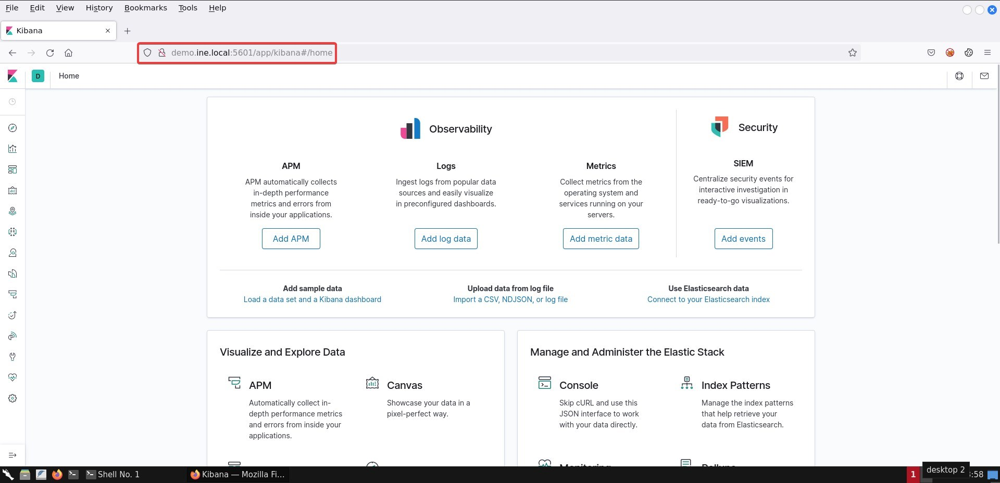 File Edit View History Bookmarks Tools Help
Kibana
demo.ine.local:5601/app/kibana#/home
D Home
Observability
Security
APM
APM automatically collects
in-depth performance
metrics and errors from
inside your applications.
Add APM
Logs
Ingest logs from popular data
sources and easily visualize
in preconfigured dashboards.
Add log data
Metrics
Collect metrics from the
operating system and
services running on your
servers.
Add metric data
SIEM
Centralize security events for
interactive investigation in
ready-to-go visualizations.
Add events
Add sample data
Load a data set and a Kibana dashboard
Upload data from log file
Import a CSV, NDJSON, or log file
Use Elasticsearch data
Connect to your Elasticsearch index
Visualize and Explore Data
APM
Automatically collect in-
depth performance metrics
and errors from inside your
applications.
Canvas
Showcase your data in a
pixel-perfect way.
Manage and Administer the Elastic Stack
Console
Skip cURL and use this
JSON interface to work
with your data directly.
Index Patterns
Manage the index patterns
that help retrieve your
data from Elasticsearch.
Monitoring
Rollups
Shell No. 1
Kibana — Mozilla Fi...
1
desktop 2
:58